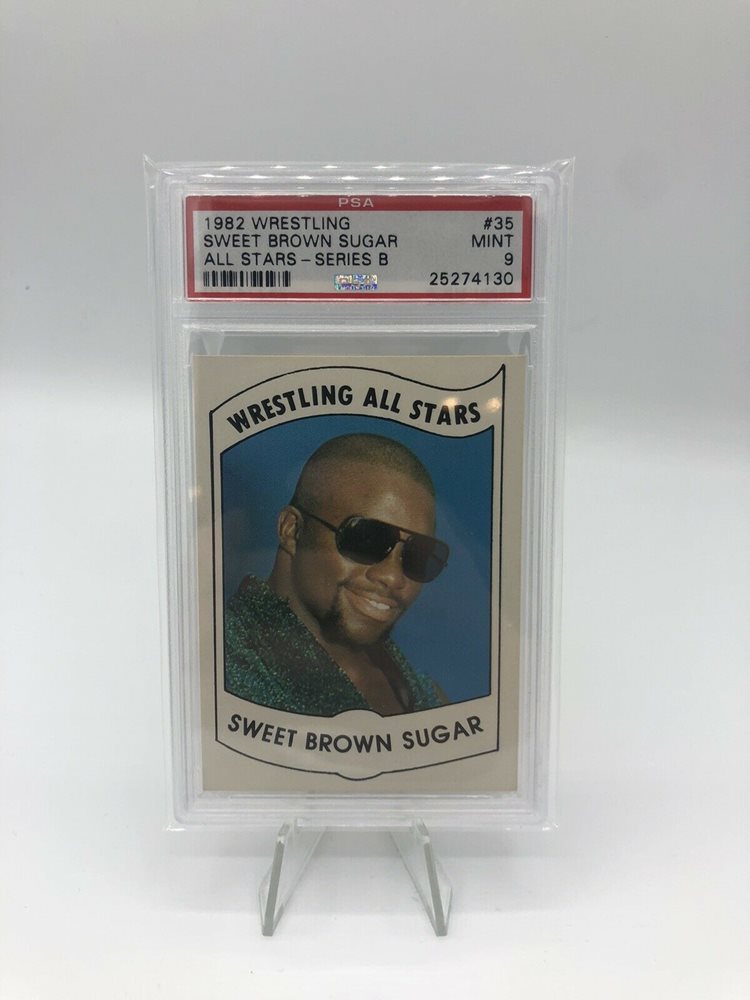 PSA
1982 WRESTLING #35
SWEET BROWN SUGAR MINT
ALL STARS - SERIES B 9
25274130
WRESTLING ALL STARS
SWEET BROWN SUGAR